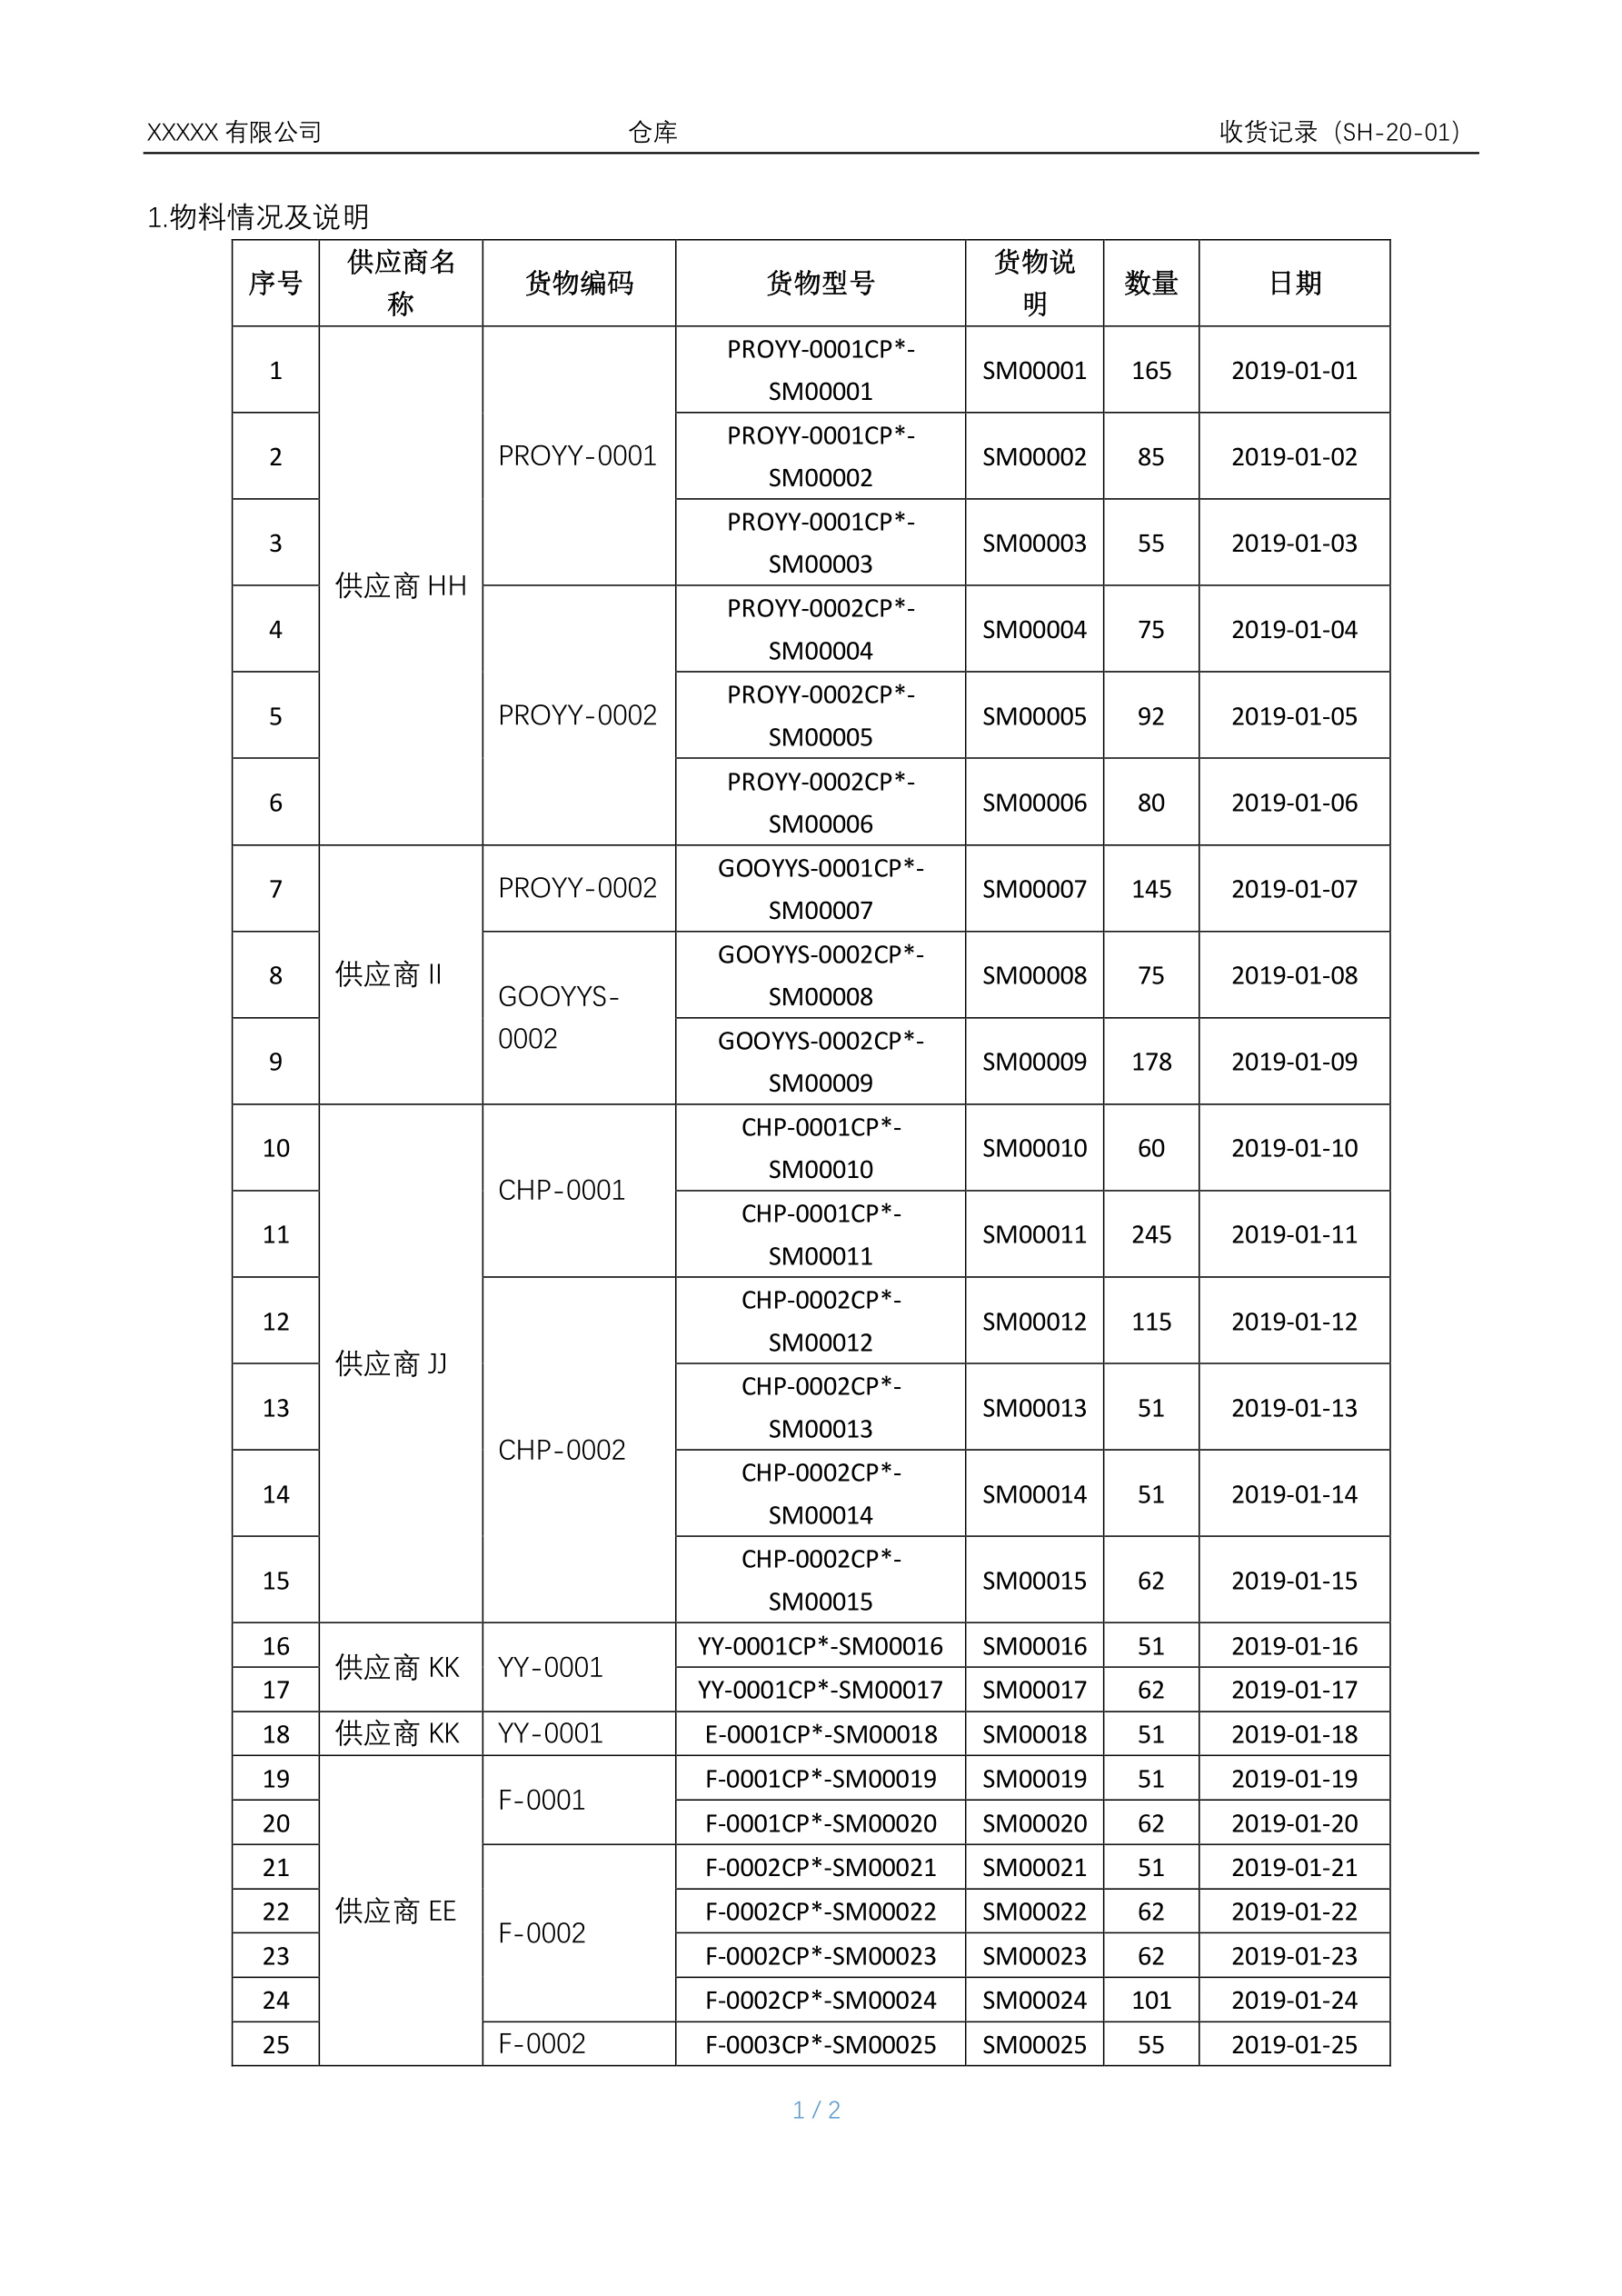 XXXXX 有限公司 仓库 收货记录（SH-20-01）
1.物料情况及说明
序号 供应商名称 货物编码 货物型号 货物说明 数量 日期
1 供应商 HH PROYY-0001 PROYY-0001CP*-SM00001 SM00001 165 2019-01-01
2 PROYY-0001CP*-SM00002 SM00002 85 2019-01-02
3 PROYY-0001CP*-SM00003 SM00003 55 2019-01-03
4 PROYY-0002 PROYY-0002CP*-SM00004 SM00004 75 2019-01-04
5 PROYY-0002CP*-SM00005 SM00005 92 2019-01-05
6 PROYY-0002CP*-SM00006 SM00006 80 2019-01-06
7 供应商 II PROYY-0002 GOOYYS-0001CP*-SM00007 SM00007 145 2019-01-07
8 GOOYYS-0002 GOOYYS-0002CP*-SM00008 SM00008 75 2019-01-08
9 GOOYYS-0002CP*-SM00009 SM00009 178 2019-01-09
10 供应商 JJ CHP-0001 CHP-0001CP*-SM00010 SM00010 60 2019-01-10
11 CHP-0001CP*-SM00011 SM00011 245 2019-01-11
12 CHP-0002 CHP-0002CP*-SM00012 SM00012 115 2019-01-12
13 CHP-0002CP*-SM00013 SM00013 51 2019-01-13
14 CHP-0002CP*-SM00014 SM00014 51 2019-01-14
15 CHP-0002CP*-SM00015 SM00015 62 2019-01-15
16 供应商 KK YY-0001 YY-0001CP*-SM00016 SM00016 51 2019-01-16
17 YY-0001CP*-SM00017 SM00017 62 2019-01-17
18 供应商 KK YY-0001 E-0001CP*-SM00018 SM00018 51 2019-01-18
19 供应商 EE F-0001 F-0001CP*-SM00019 SM00019 51 2019-01-19
20 F-0001CP*-SM00020 SM00020 62 2019-01-20
21 F-0002 F-0002CP*-SM00021 SM00021 51 2019-01-21
22 F-0002CP*-SM00022 SM00022 62 2019-01-22
23 F-0002CP*-SM00023 SM00023 62 2019-01-23
24 F-0002CP*-SM00024 SM00024 101 2019-01-24
25 F-0002 F-0003CP*-SM00025 SM00025 55 2019-01-25
1 / 2